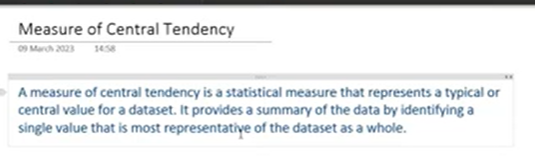 Measure of Central Tendency
09 March 2023 14:58
A measure of central tendency is a statistical measure that represents a typical or
central value for a dataset. It provides a summary of the data by identifying a
single value that is most representative of the dataset as a whole.